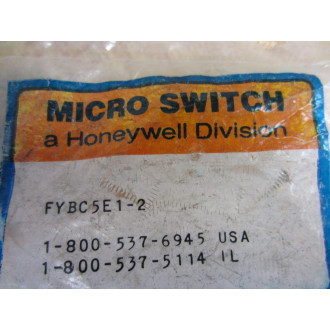 MICRO SWITCH
a Honeywell Division
FYBC5E1-2
1-800-537-6945 USA
1-800-537-5114 IL